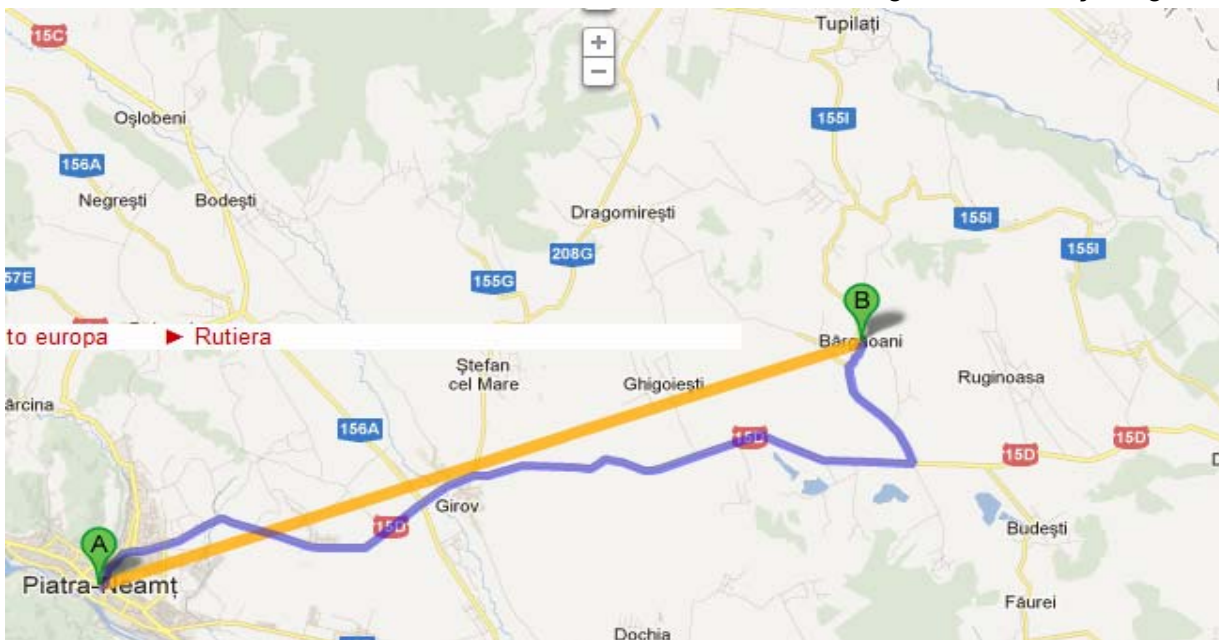 Tupilați
15C
+
−
Oșlobeni
155I
156A
Negrești
Bodești
Dragomirești
155I
155I
208G
57E
155G
B
to europa ► Rutiera
Ștefan
cel Mare
Ghigoiești
Ruginoasa
ârcina
156A
15D
15D
15D
Girov
15D
Budești
A
Piatra-Neamț
Făurei
Dochia